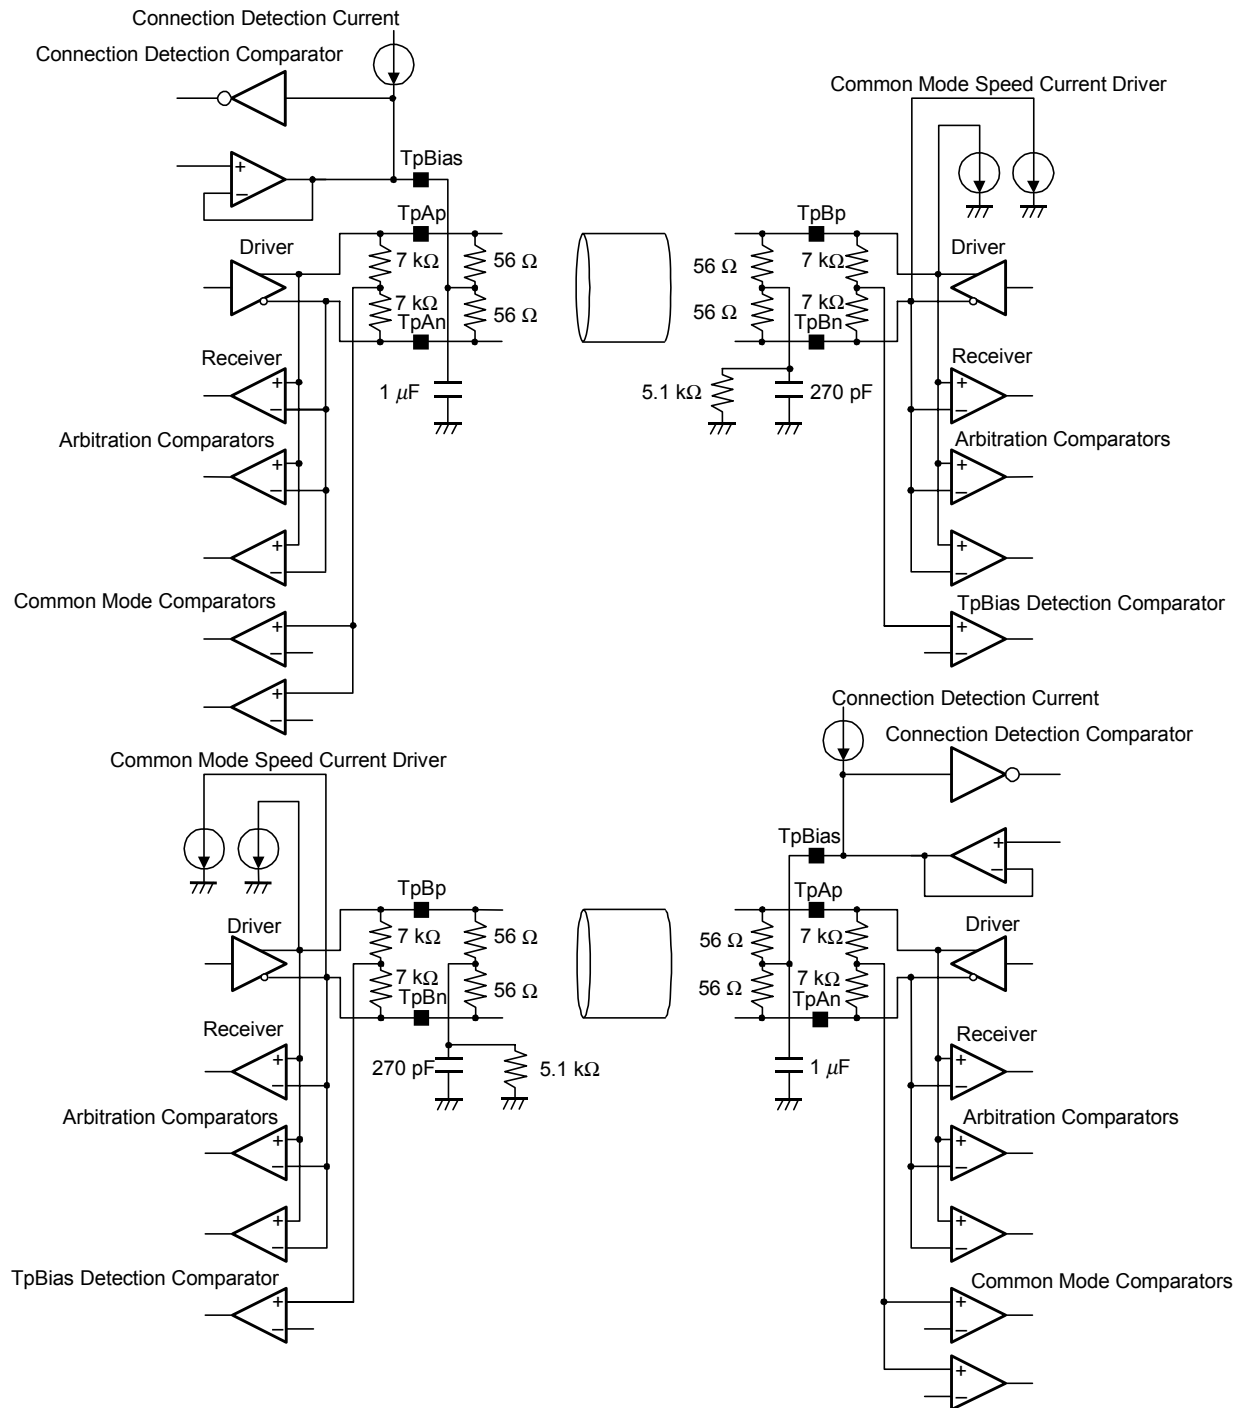 Connection Detection Current
Connection Detection Comparator
Common Mode Speed Current Driver
+
−
TpBias
TpAp
TpBp
Driver
7 kΩ
56 Ω
56 Ω
7 kΩ
Driver
7 kΩ
56 Ω
56 Ω
7 kΩ
TpAn
TpBn
Receiver
+
−
1 μF
5.1 kΩ
270 pF
Receiver
+
−
Arbitration Comparators
+
−
Arbitration Comparators
+
−
+
−
+
−
Common Mode Comparators
+
−
TpBias Detection Comparator
+
−
+
−
Connection Detection Current
Connection Detection Comparator
Common Mode Speed Current Driver
TpBias
+
−
TpBp
TpAp
Driver
7 kΩ
56 Ω
56 Ω
7 kΩ
Driver
7 kΩ
56 Ω
56 Ω
7 kΩ
TpBn
TpAn
Receiver
+
−
270 pF
5.1 kΩ
1 μF
Receiver
+
−
Arbitration Comparators
+
−
Arbitration Comparators
+
−
+
−
+
−
TpBias Detection Comparator
+
−
Common Mode Comparators
+
−
+
−